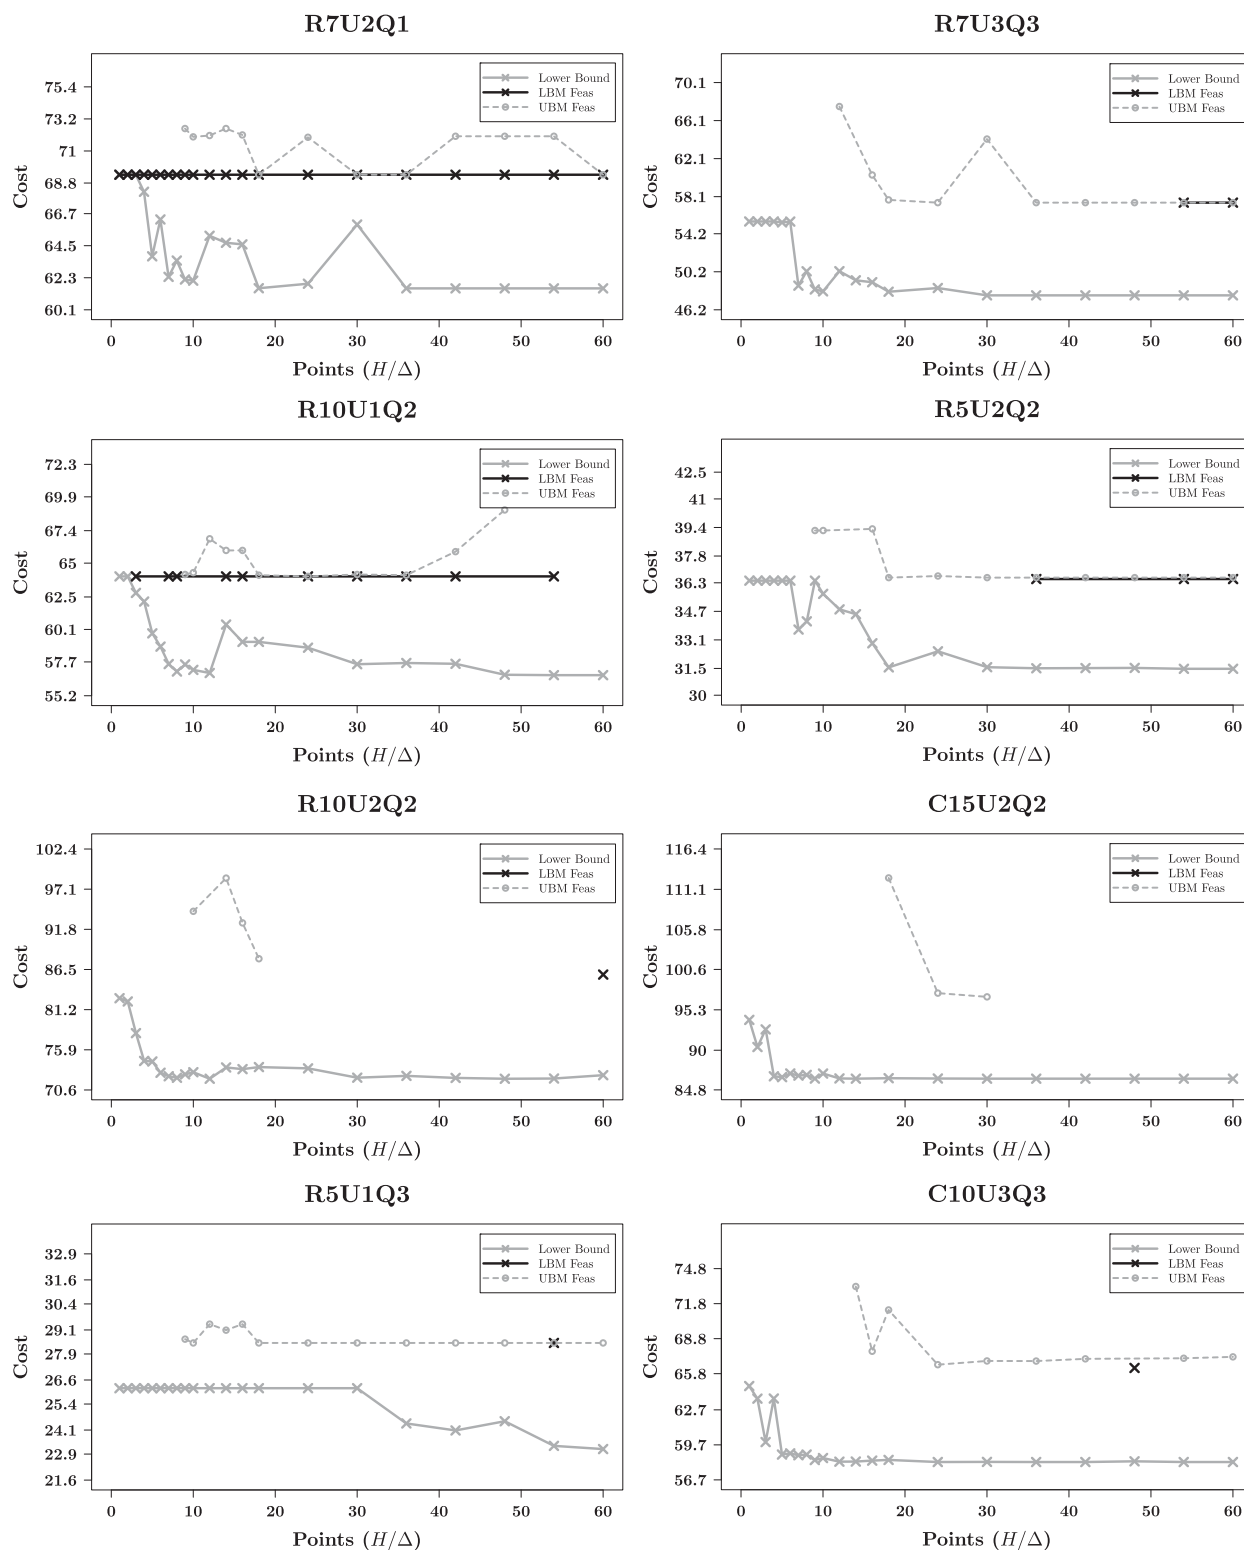 R7U2Q1
75.4
73.2
71
68.8
66.7
64.5
62.3
60.1
Cost
0 10 20 30 40 50 60
Points (H/Δ)
Lower Bound
LBM Feas
UBM Feas
R7U3Q3
70.1
66.1
62.1
58.1
54.2
50.2
46.2
Cost
0 10 20 30 40 50 60
Points (H/Δ)
Lower Bound
LBM Feas
UBM Feas
R10U1Q2
72.3
69.9
67.4
65
62.5
60.1
57.7
55.2
Cost
0 10 20 30 40 50 60
Points (H/Δ)
Lower Bound
LBM Feas
UBM Feas
R5U2Q2
42.5
41
39.4
37.8
36.3
34.7
33.1
31.5
30
Cost
0 10 20 30 40 50 60
Points (H/Δ)
Lower Bound
LBM Feas
UBM Feas
R10U2Q2
102.4
97.1
91.8
86.5
81.2
75.9
70.6
Cost
0 10 20 30 40 50 60
Points (H/Δ)
Lower Bound
LBM Feas
UBM Feas
C15U2Q2
116.4
111.1
105.8
100.6
95.3
90
84.8
Cost
0 10 20 30 40 50 60
Points (H/Δ)
Lower Bound
LBM Feas
UBM Feas
R5U1Q3
32.9
31.6
30.4
29.1
27.9
26.6
25.4
24.1
22.9
21.6
Cost
0 10 20 30 40 50 60
Points (H/Δ)
Lower Bound
LBM Feas
UBM Feas
C10U3Q3
74.8
71.8
68.8
65.8
62.7
59.7
56.7
Cost
0 10 20 30 40 50 60
Points (H/Δ)
Lower Bound
LBM Feas
UBM Feas